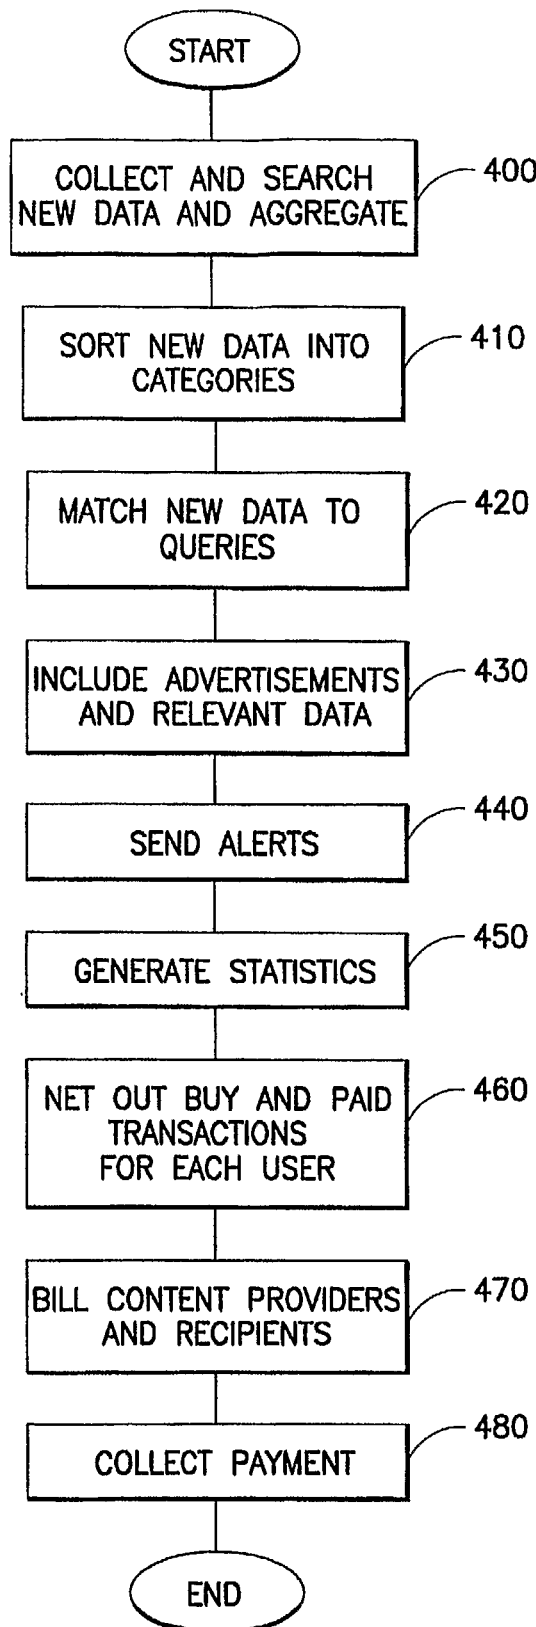 START
COLLECT AND SEARCH
NEW DATA AND AGGREGATE
400
SORT NEW DATA INTO
CATEGORIES
410
MATCH NEW DATA TO
QUERIES
420
INCLUDE ADVERTISEMENTS
AND RELEVANT DATA
430
SEND ALERTS
440
GENERATE STATISTICS
450
NET OUT BUY AND PAID
TRANSACTIONS
FOR EACH USER
460
BILL CONTENT PROVIDERS
AND RECIPIENTS
470
COLLECT PAYMENT
480
END